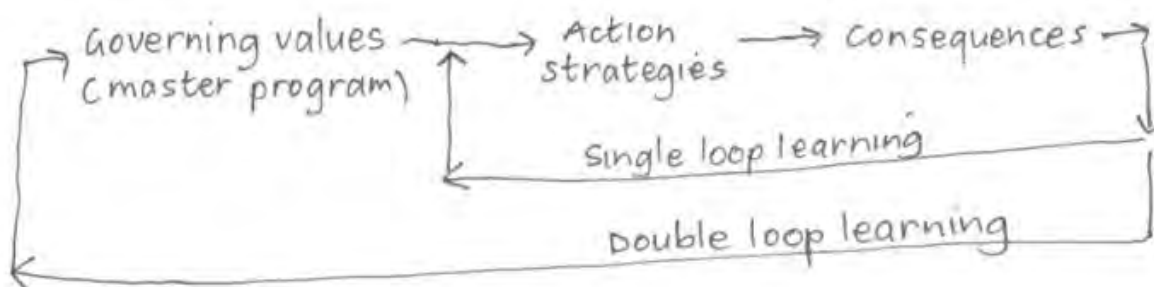 Governing values
(master program)
Action
strategies
Consequences
Single loop learning
Double loop learning